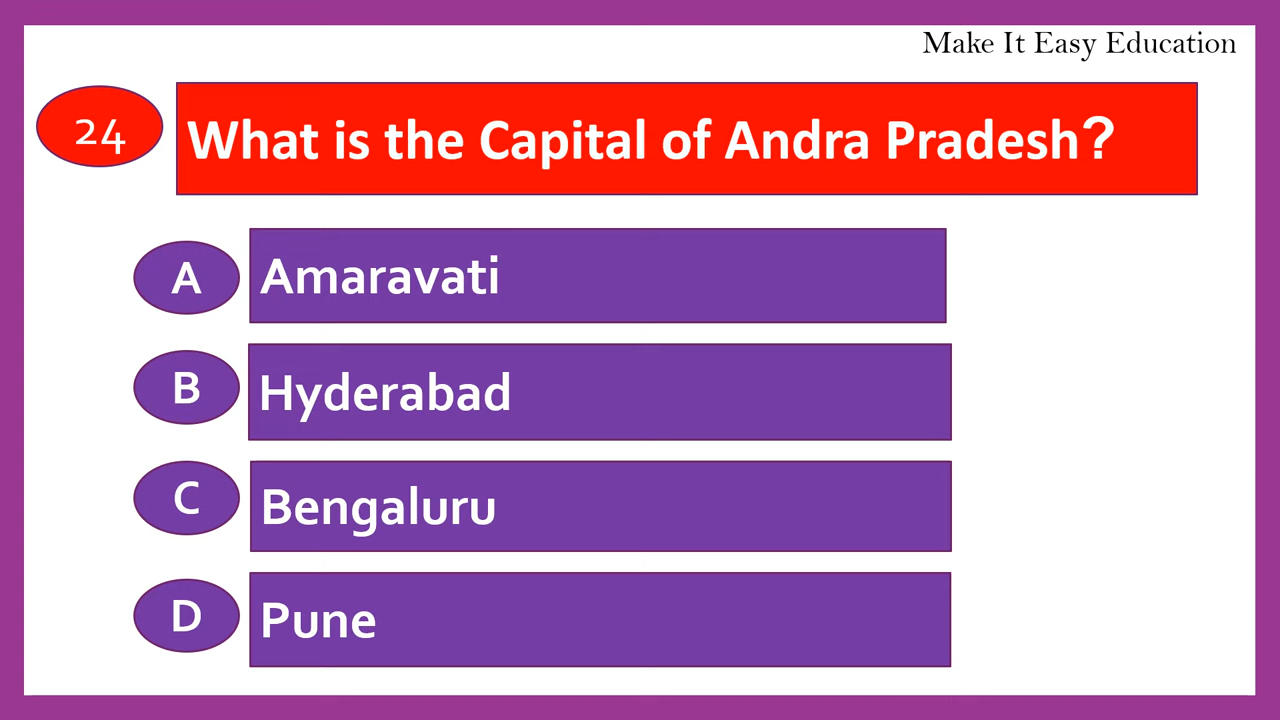 Make It Easy Education
24
What is the Capital of Andra Pradesh?
A
Amaravati
B
Hyderabad
C
Bengaluru
D
Pune